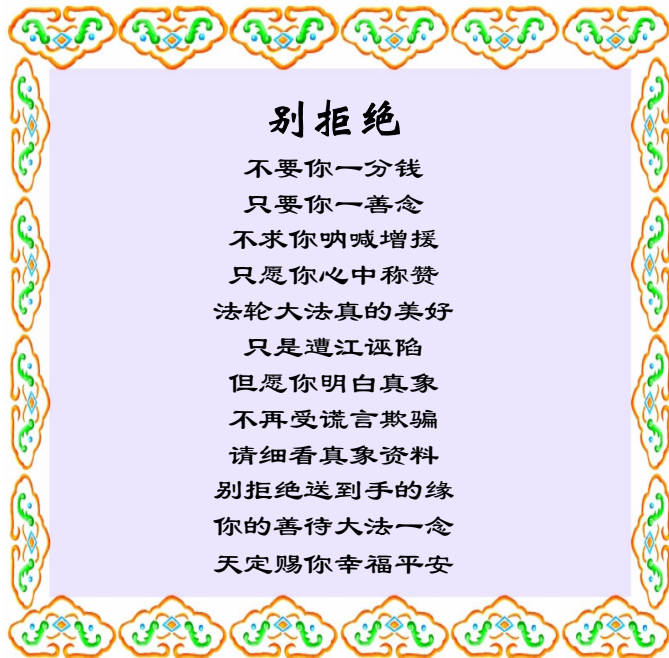 别拒绝
不要你一分钱
只要你一善念
不求你呐喊增援
只愿你心中称赞
法轮大法真的美好
只是遭江诬陷
但愿你明白真象
不再受谎言欺骗
请细看真象资料
别拒绝送到手的缘
你的善待大法一念
天定赐你幸福平安